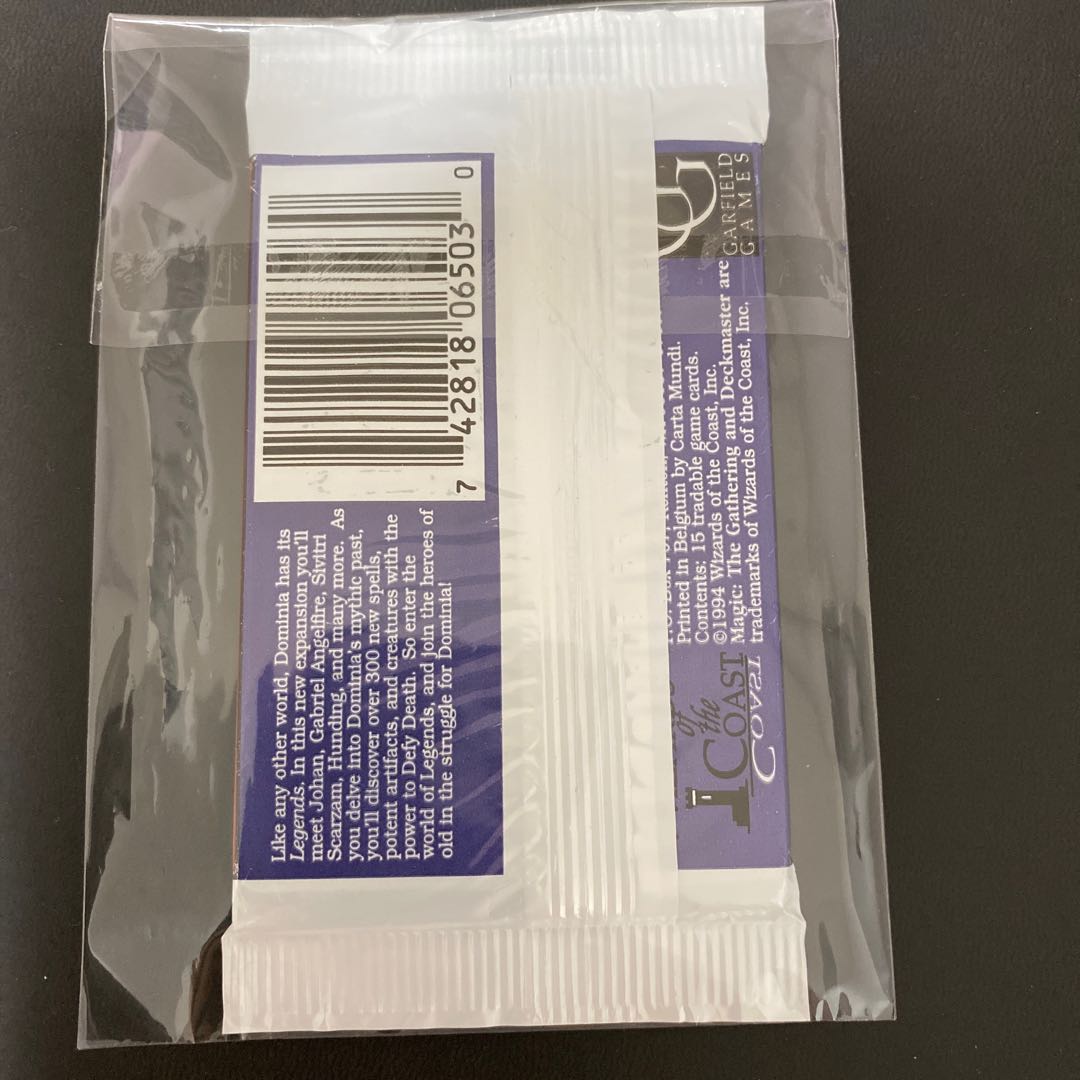 Like any other world, Dominia has its
Legends. In this new expansion you'll
meet Johan, Gabriel Angelfire, Sivitri
Scarzam, Hunding, and many more. As
you delve into Dominia's mythic past,
you'll discover over 300 new spells,
potent artifacts, and creatures with the
power to Defy Death. So enter the
world of Legends, and join the heroes of
old in the struggle for Dominia!
7 42818 06503 0
of
the
COAST
Printed in Belgium by Carta Mundi.
Contents: 15 tradable game cards.
©1994 Wizards of the Coast, Inc.
Magic: The Gathering and Deckmaster are
trademarks of Wizards of the Coast, Inc.
GARFIELD
GAMES